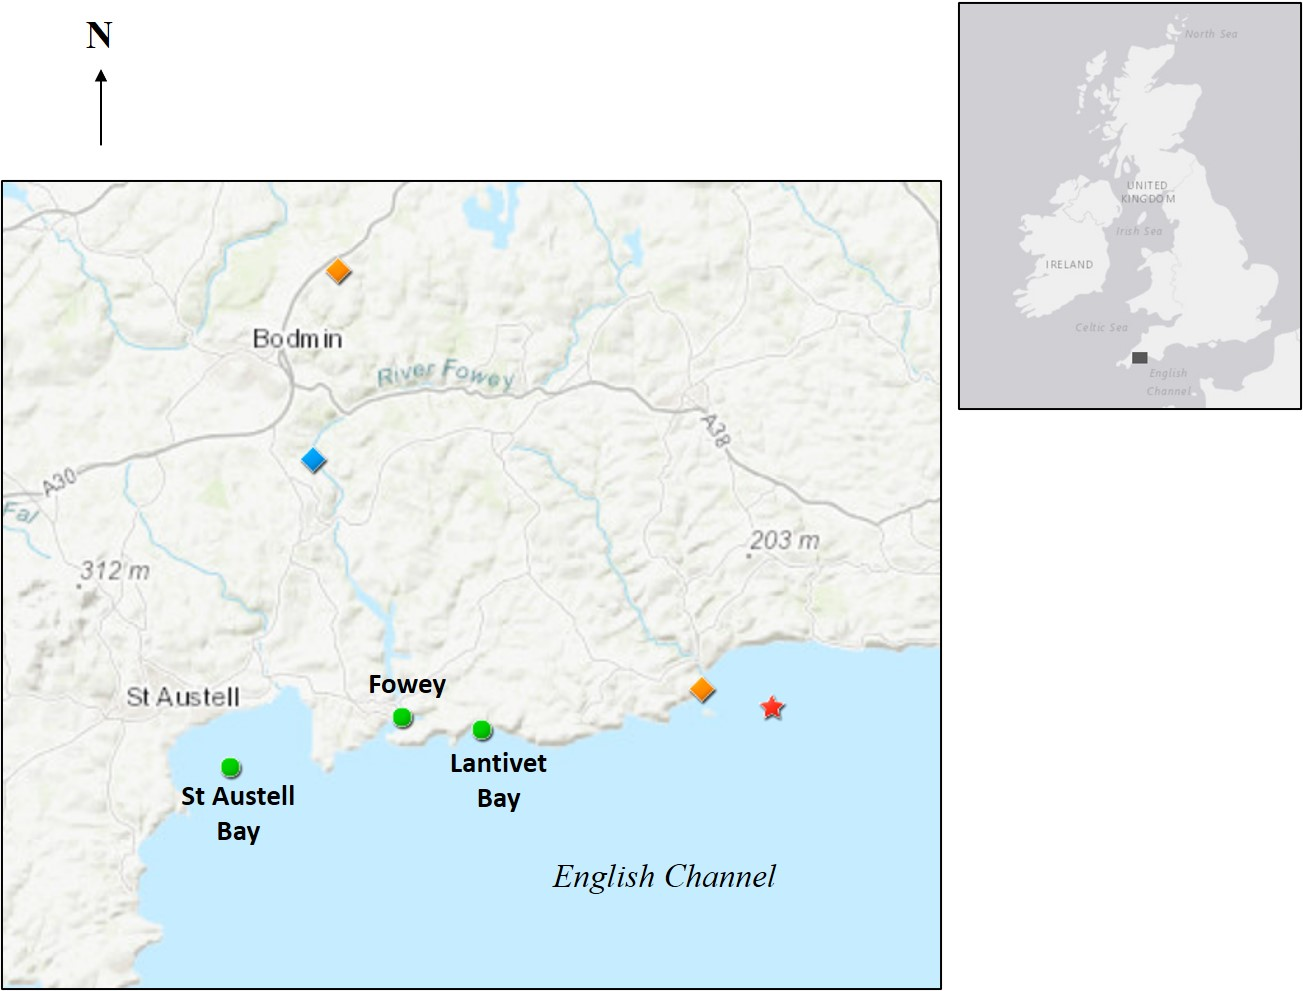 N
North Sea
UNITED
KINGDOM
Irish Sea
IRELAND
Celtic Sea
English
Channel
Bodmin
River Fowey
A38
A30
Fal
203 m
312 m
Fowey
St Austell
Lantivet
Bay
St Austell
Bay
English Channel